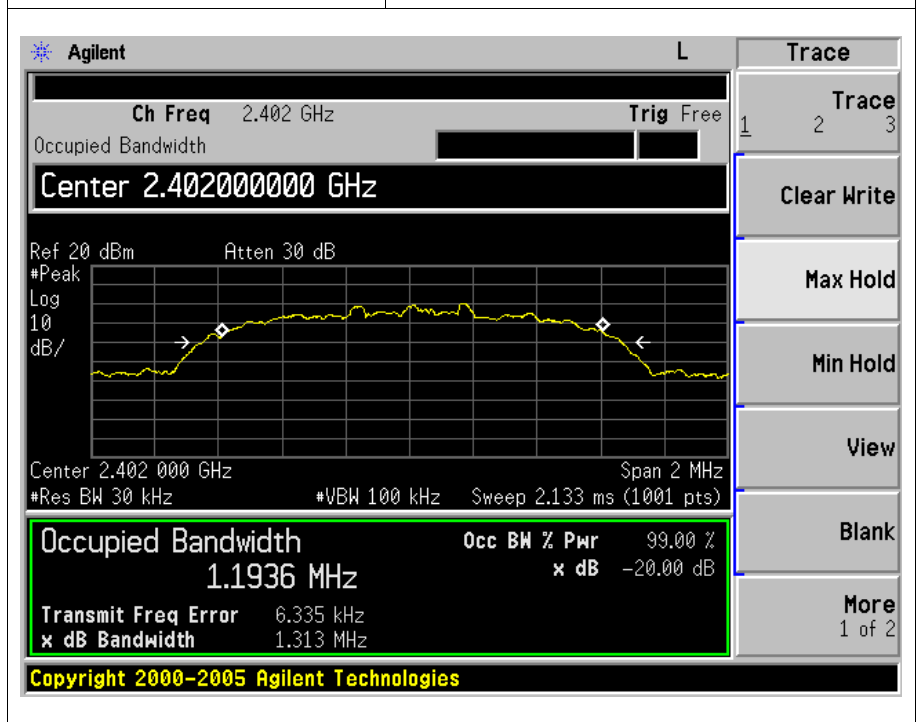 Agilent L Trace
Ch Freq 2.402 GHz Trig Free
Occupied Bandwidth
Center 2.402000000 GHz
Ref 20 dBm Atten 30 dB
#Peak
Log
10
dB/
Center 2.402 000 GHz Span 2 MHz
#Res BW 30 kHz #VBW 100 kHz Sweep 2.133 ms (1001 pts)
Occupied Bandwidth Occ BW % Pwr 99.00 %
1.1936 MHz x dB -20.00 dB
Transmit Freq Error 6.335 kHz
x dB Bandwidth 1.313 MHz
Copyright 2000-2005 Agilent Technologies
Trace
1 2 3
Clear Write
Max Hold
Min Hold
View
Blank
More
1 of 2